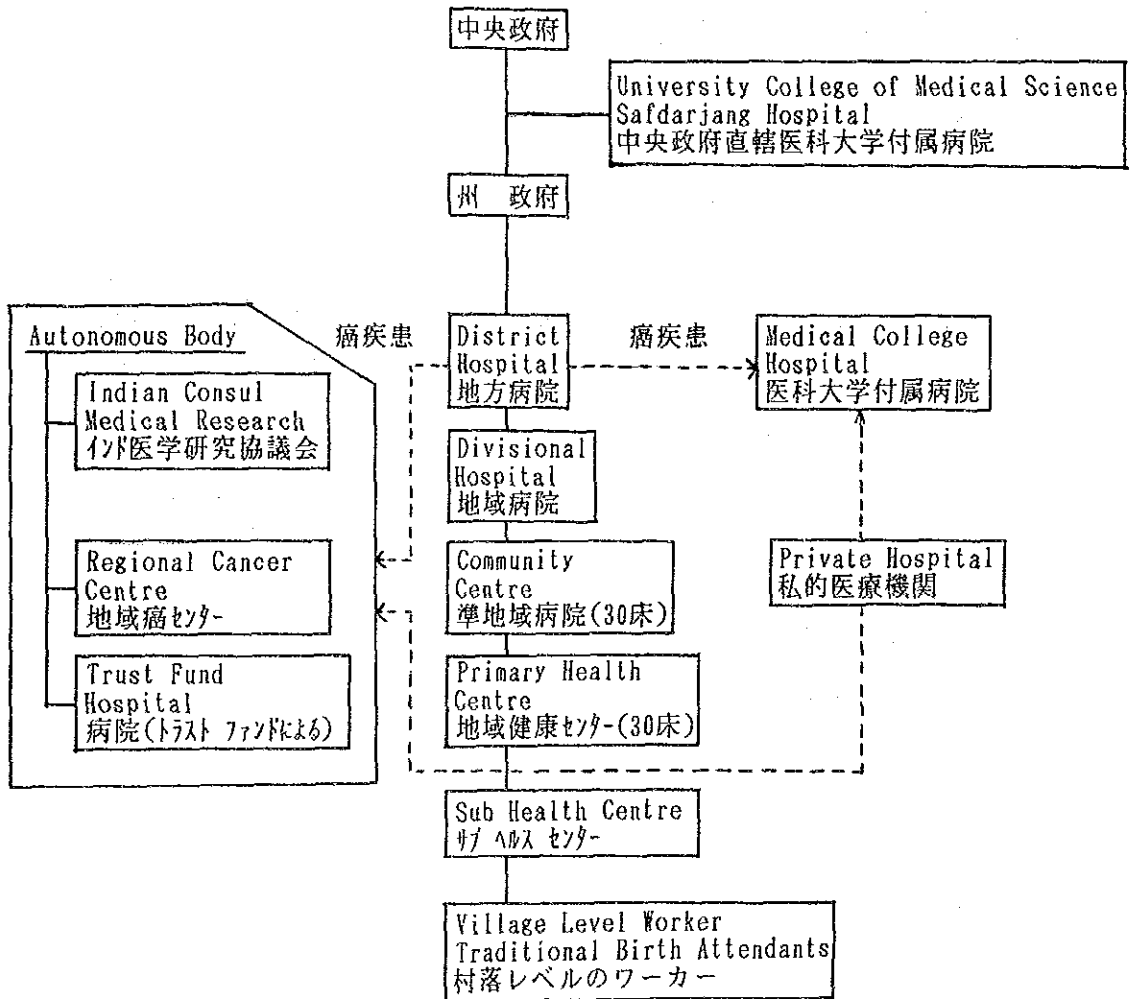 中央政府
University College of Medical Science
Safdarjang Hospital
中央政府直轄医科大学付属病院
州 政府
Autonomous Body
Indian Consul
Medical Research
インド医学研究協議会
Regional Cancer
Centre
地域癌センター
Trust Fund
Hospital
病院(トラスト ファンドによる)
癌疾患
District
Hospital
地方病院
癌疾患
Medical College
Hospital
医科大学付属病院
Divisional
Hospital
地域病院
Community
Centre
準地域病院(30床)
Private Hospital
私的医療機関
Primary Health
Centre
地域健康センター(30床)
Sub Health Centre
サブ ヘルス センター
Village Level Worker
Traditional Birth Attendants
村落レベルのワーカー